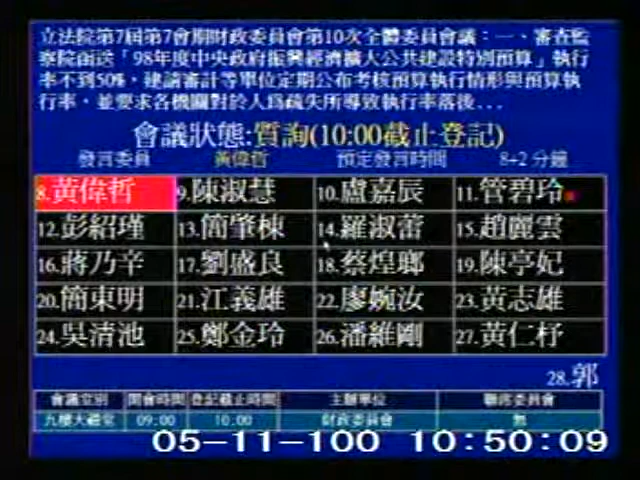 立法院第7屆第7會期財政委員會第10次全體委員會議：一、審查監
察院函送「98年度中央政府振興經濟擴大公共建設特別預算」執行
率不到50%，建請審計等單位定期公布考核預算執行情形與預算執
行率，並要求各機關對於人為疏失所導致執行率落後...
會議狀態:質詢(10:00截止登記)
發言委員 黃偉哲 預定發言時間 8+2 分鐘
8.黃偉哲 9.陳淑慧 10.盧嘉辰 11.管碧玲
12.彭紹瑾 13.簡肇棟 14.羅淑蕾 15.趙麗雲
16.蔣乃辛 17.劉盛良 18.蔡煌瑯 19.陳亭妃
20.簡東明 21.江義雄 22.廖婉汝 23.黃志雄
24.吳清池 25.鄭金玲 26.潘維剛 27.黃仁杼
28.郭
會議堂別 開會時間 登記截止時間 主辦單位 聯席委員會
九樓大禮堂 09:00 10:00 財政委員會 無
05-11-100 10:50:09